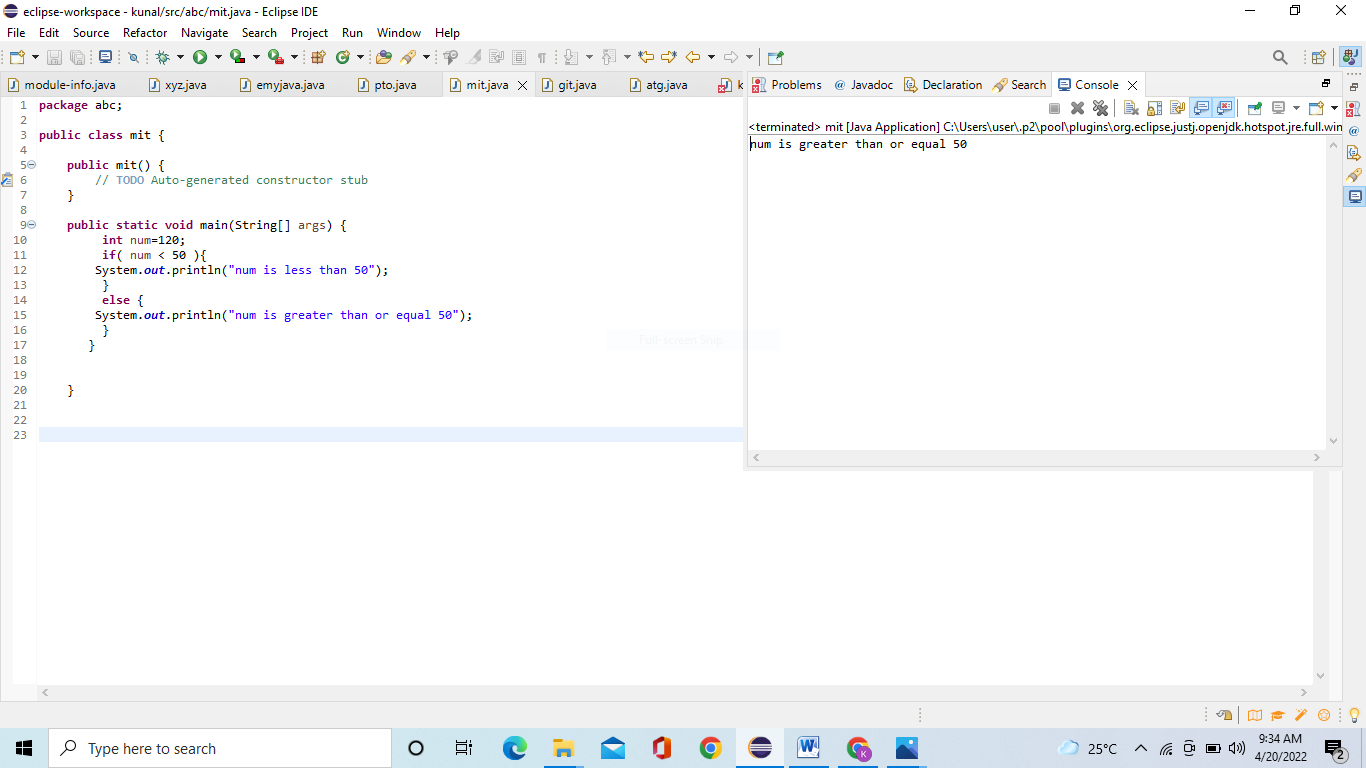 eclipse-workspace - kunal/src/abc/mit.java - Eclipse IDE
File Edit Source Refactor Navigate Search Project Run Window Help
module-info.java xyz.java emyjava.java pto.java mit.java git.java atg.java k
Problems @ Javadoc Declaration Search Console
<terminated> mit [Java Application] C:\Users\user\.p2\pool\plugins\org.eclipse.justj.openjdk.hotspot.jre.full.win
num is greater than or equal 50
1 package abc;
2
3 public class mit {
4
5 public mit() {
6 // TODO Auto-generated constructor stub
7 }
8
9 public static void main(String[] args) {
10 int num=120;
11 if( num < 50 ){
12 System.out.println("num is less than 50");
13 }
14 else {
15 System.out.println("num is greater than or equal 50");
16 }
17 }
18
19
20 }
21
22
23
Full-screen Snip
Type here to search
25°C
9:34 AM
4/20/2022
2